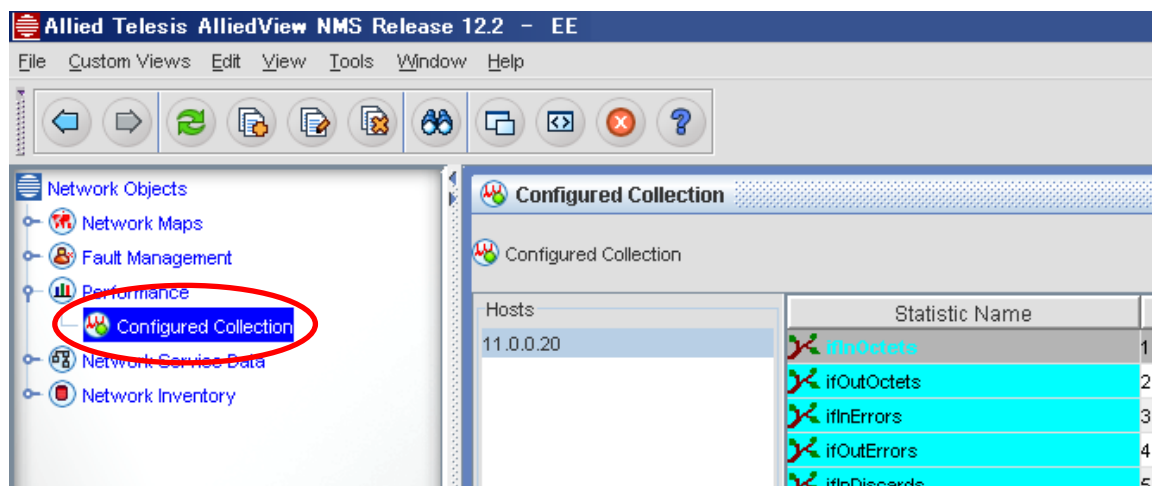 Allied Telesis AlliedView NMS Release 12.2 - EE
File Custom Views Edit View Tools Window Help
Network Objects
Network Maps
Fault Management
Performance
Configured Collection
Network Service Data
Network Inventory
Configured Collection
Configured Collection
Hosts
11.0.0.20
Statistic Name
ifInOctets 1
ifOutOctets 2
ifInErrors 3
ifOutErrors 4
ifInDiscards 5